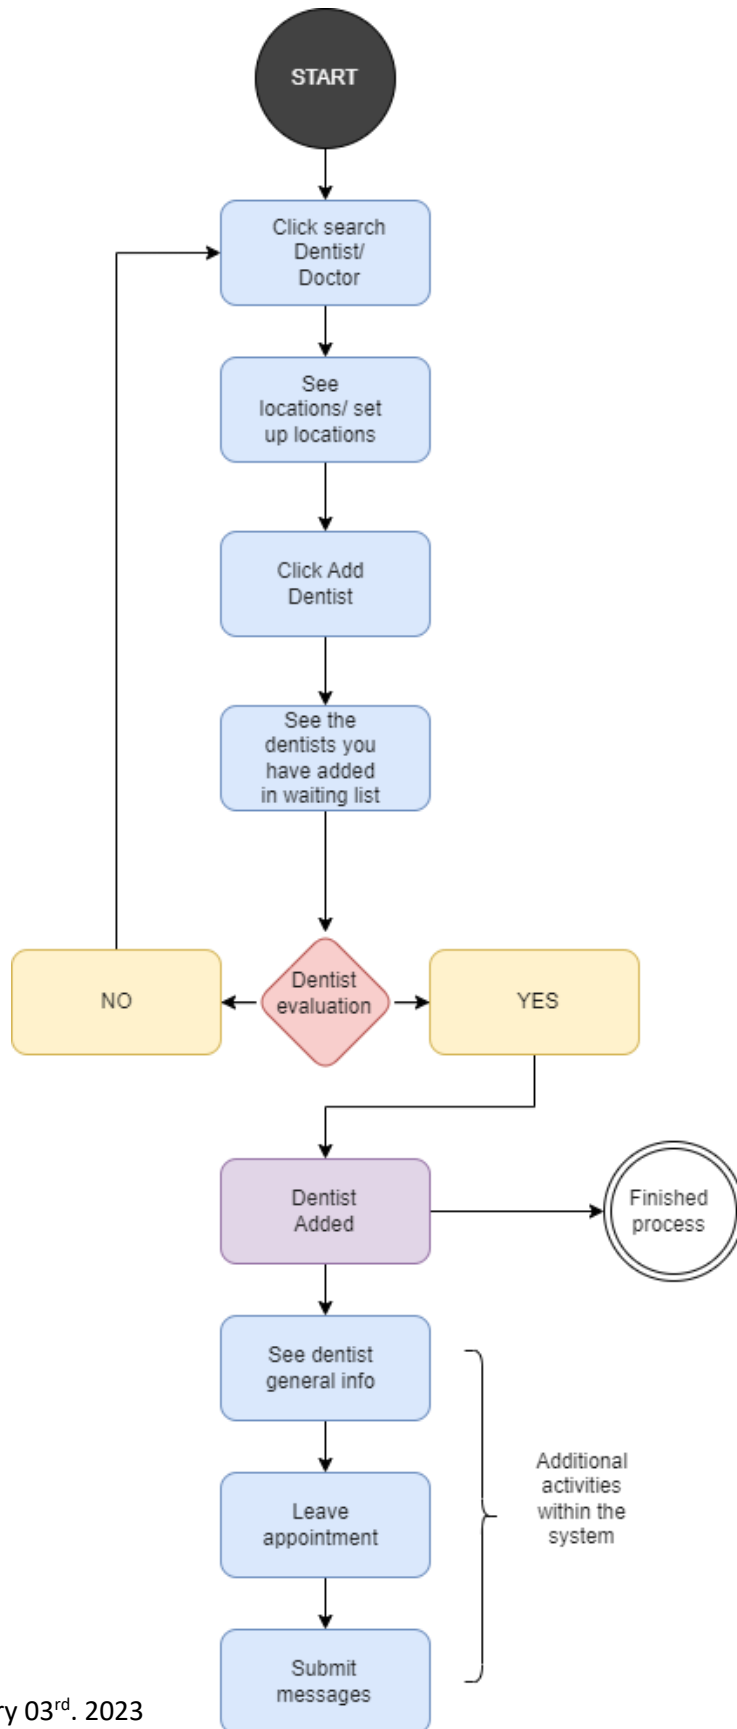 START
Click search
Dentist/
Doctor
See
locations/ set
up locations
Click Add
Dentist
See the
dentists you
have added
in waiting list
Dentist
evaluation
NO
YES
Dentist
Added
Finished
process
See dentist
general info
Leave
appointment
Additional
activities
within the
system
Submit
messages
ry 03rd. 2023